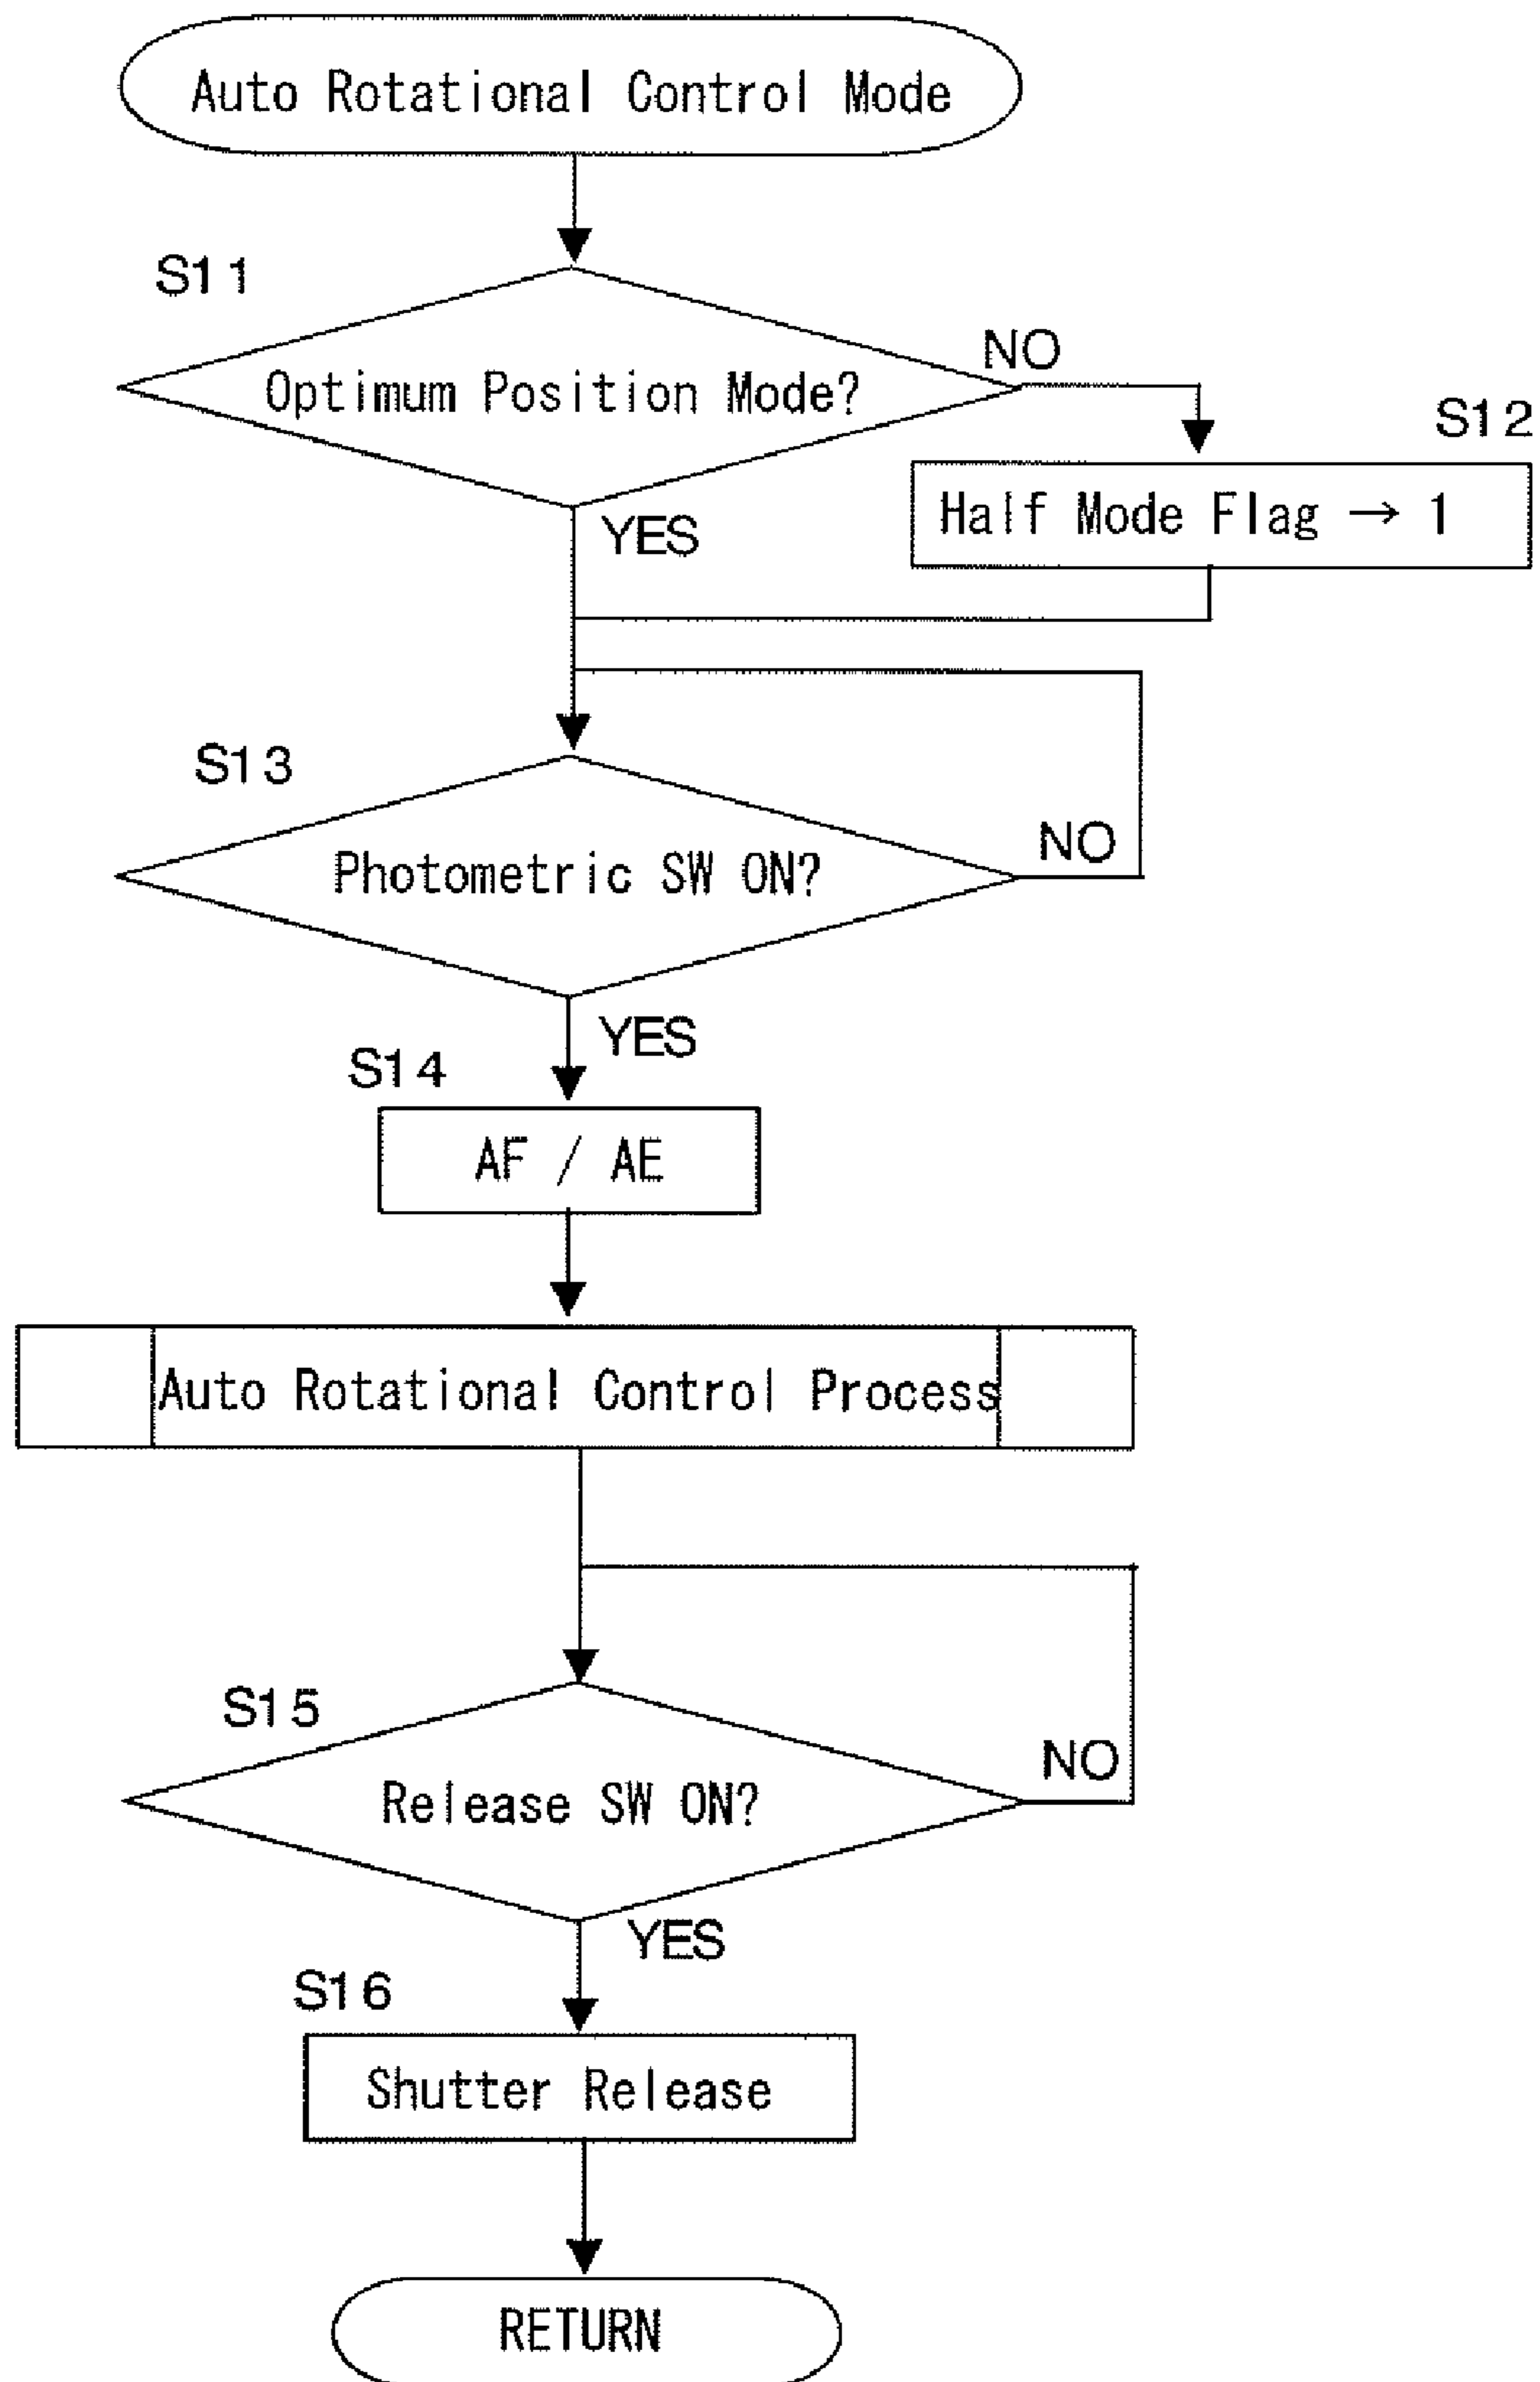 Auto Rotational Control Mode
S11
Optimum Position Mode?
NO
S12
Half Mode Flag → 1
YES
S13
Photometric SW ON?
NO
YES
S14
AF / AE
Auto Rotational Control Process
S15
Release SW ON?
NO
YES
S16
Shutter Release
RETURN